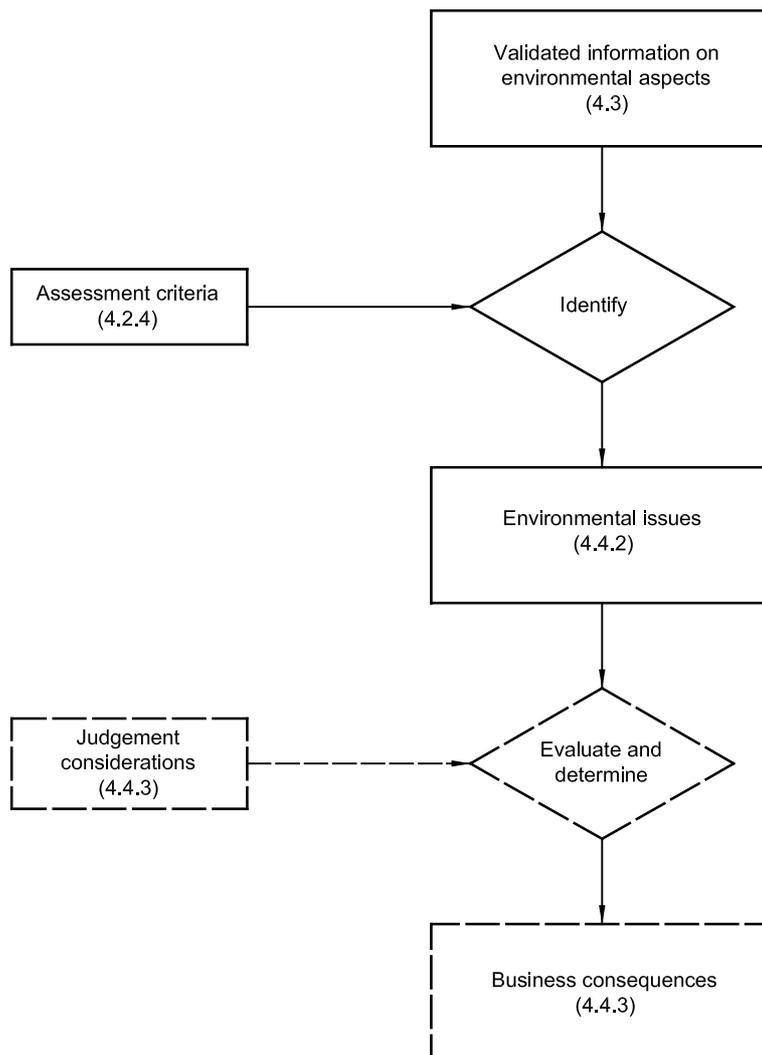 Validated information on
environmental aspects
(4.3)
Assessment criteria
(4.2.4)
Identify
Environmental issues
(4.4.2)
Judgement
considerations
(4.4.3)
Evaluate and
determine
Business consequences
(4.4.3)